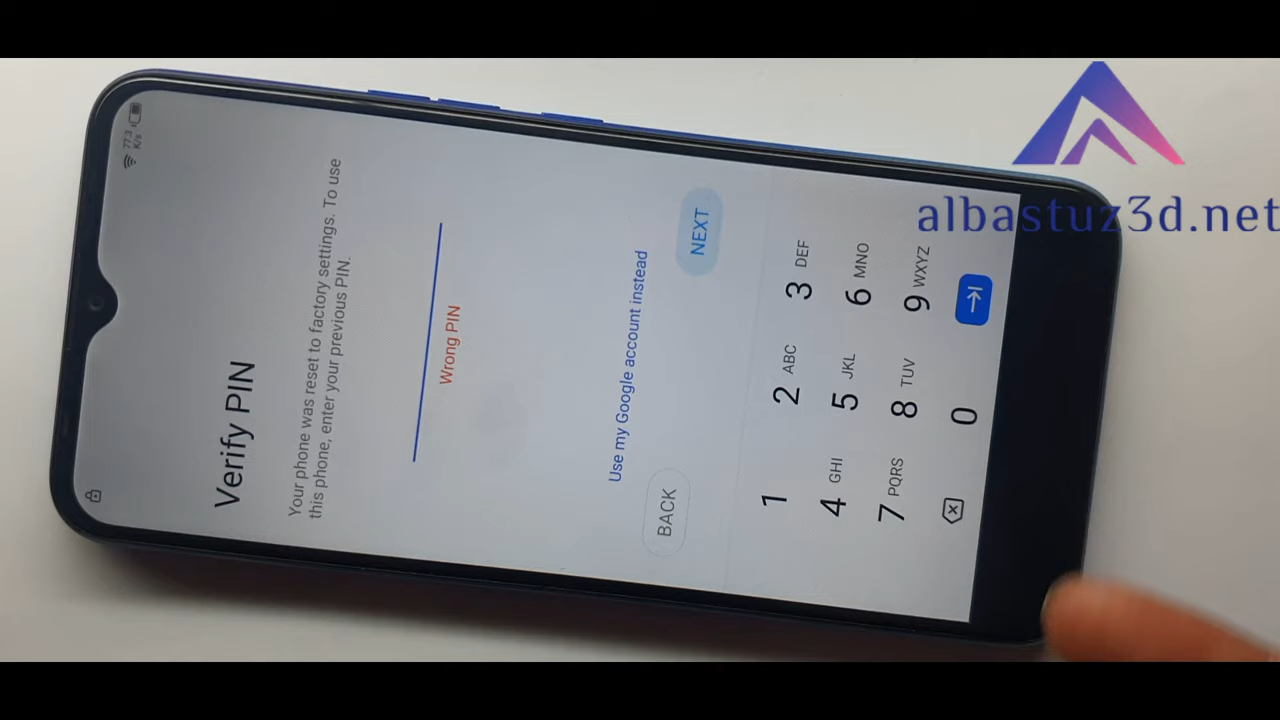 albastuz3d.net
77.3
K/s
Verify PIN
Your phone was reset to factory settings. To use
this phone, enter your previous PIN.
Wrong PIN
Use my Google account instead
BACK
NEXT
1
2 ABC
3 DEF
4 GHI
5 JKL
6 MNO
7 PQRS
8 TUV
9 WXYZ
0